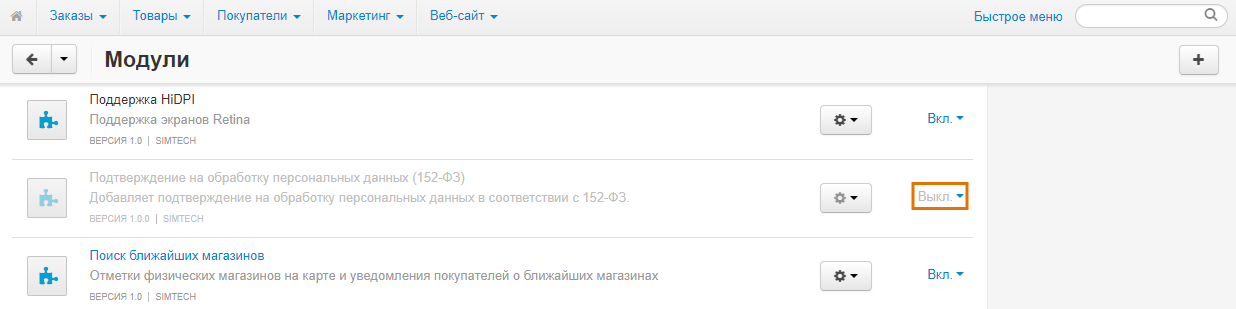 Заказы Товары Покупатели Маркетинг Веб-сайт Быстрое меню
Модули
Поддержка HiDPI
Поддержка экранов Retina
Вкл.
ВЕРСИЯ 1.0 | SIMTECH
Подтверждение на обработку персональных данных (152-ФЗ)
Добавляет подтверждение на обработку персональных данных в соответствии с 152-ФЗ.
Выкл.
ВЕРСИЯ 1.0.0 | SIMTECH
Поиск ближайших магазинов
Отметки физических магазинов на карте и уведомления покупателей о ближайших магазинах
Вкл.
ВЕРСИЯ 1.0 | SIMTECH